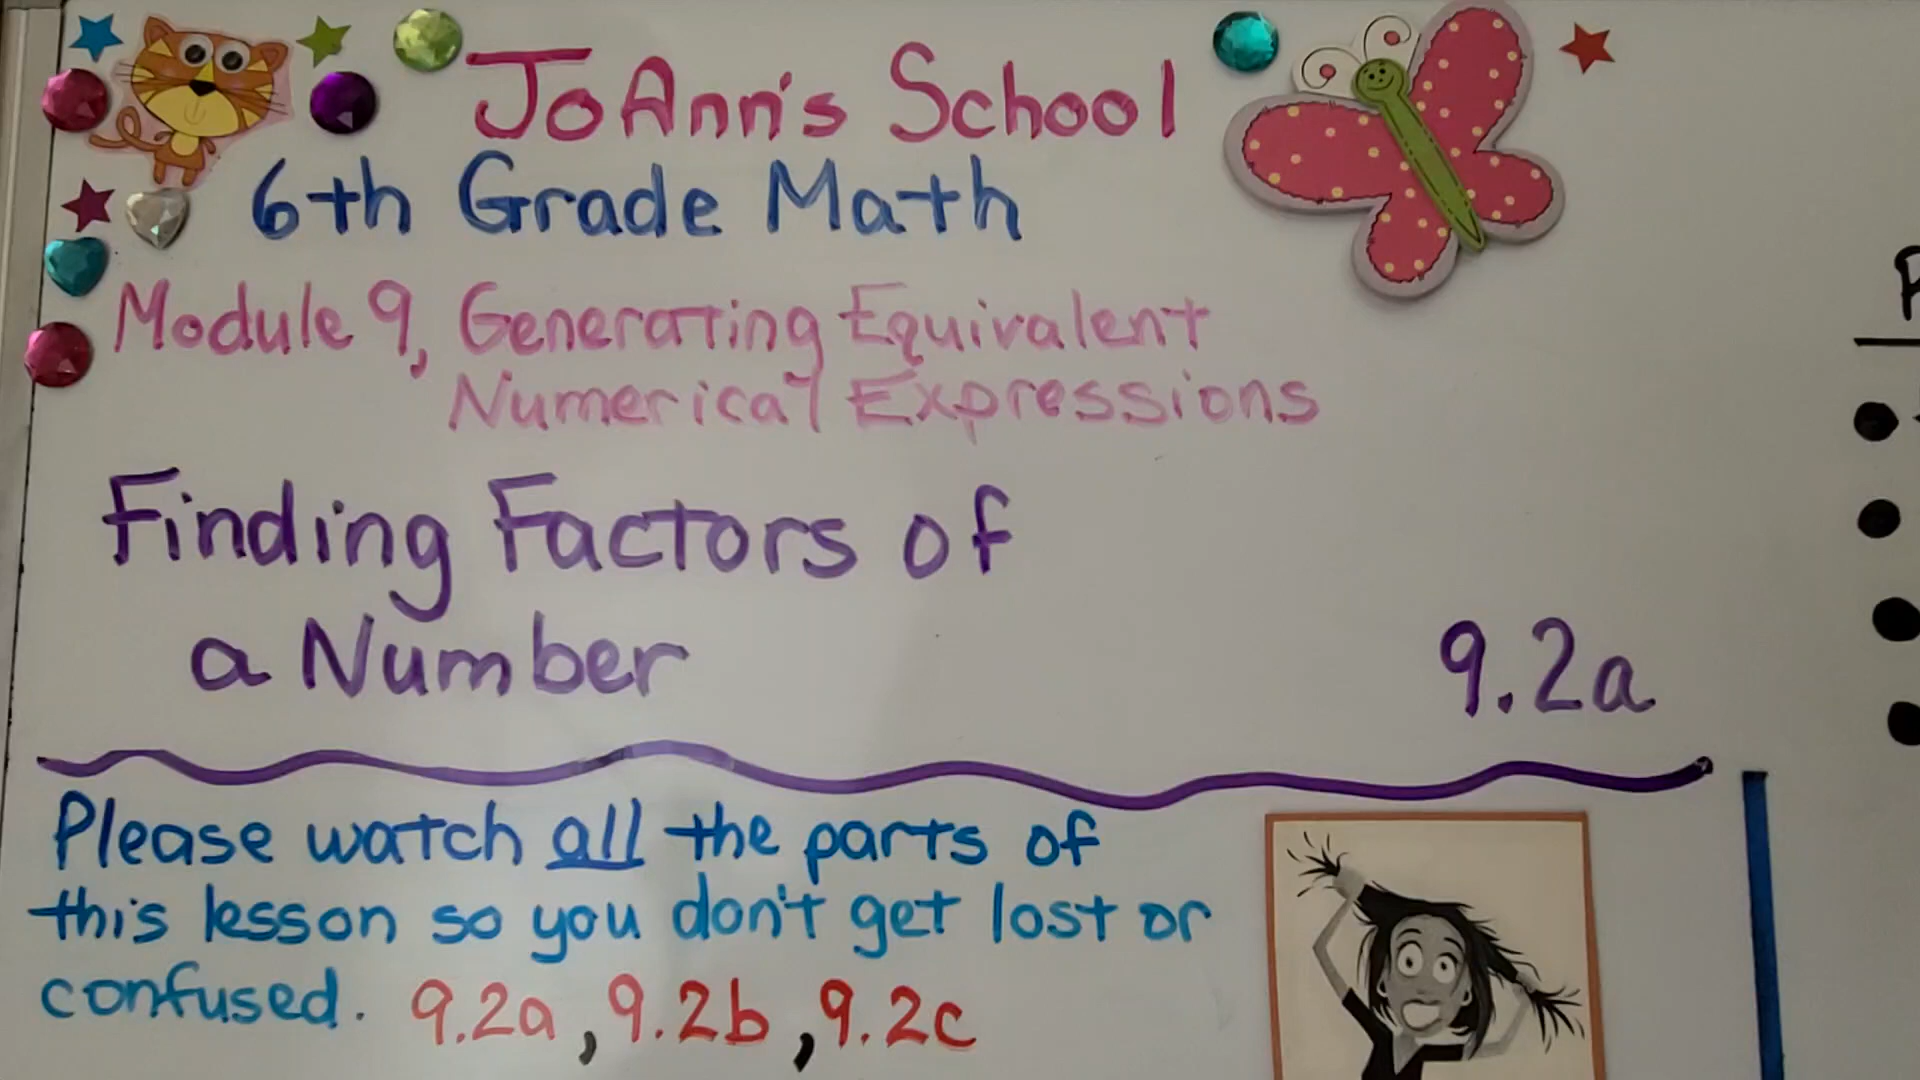 JoAnn's School
6th Grade Math
Module 9, Generating Equivalent
Numerical Expressions
Finding Factors of
a Number
9.2a
Please watch all the parts of
this lesson so you don't get lost or
confused. 9.2a, 9.2b, 9.2c